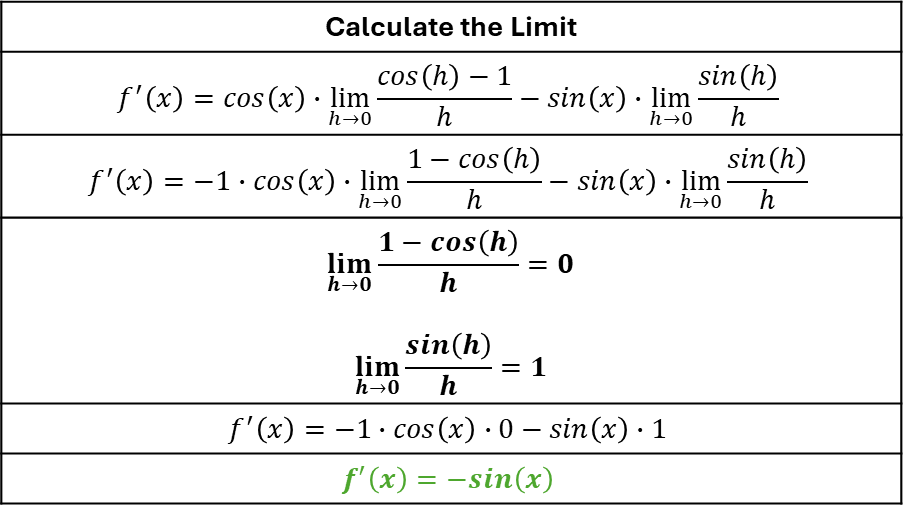 Calculate the Limit
f′(x) = cos(x) · lim_{h→0} (cos(h) − 1)/h − sin(x) · lim_{h→0} sin(h)/h
f′(x) = −1 · cos(x) · lim_{h→0} (1 − cos(h))/h − sin(x) · lim_{h→0} sin(h)/h
lim_{h→0} (1 − cos(h))/h = 0
lim_{h→0} sin(h)/h = 1
f′(x) = −1 · cos(x) · 0 − sin(x) · 1
f′(x) = −sin(x)